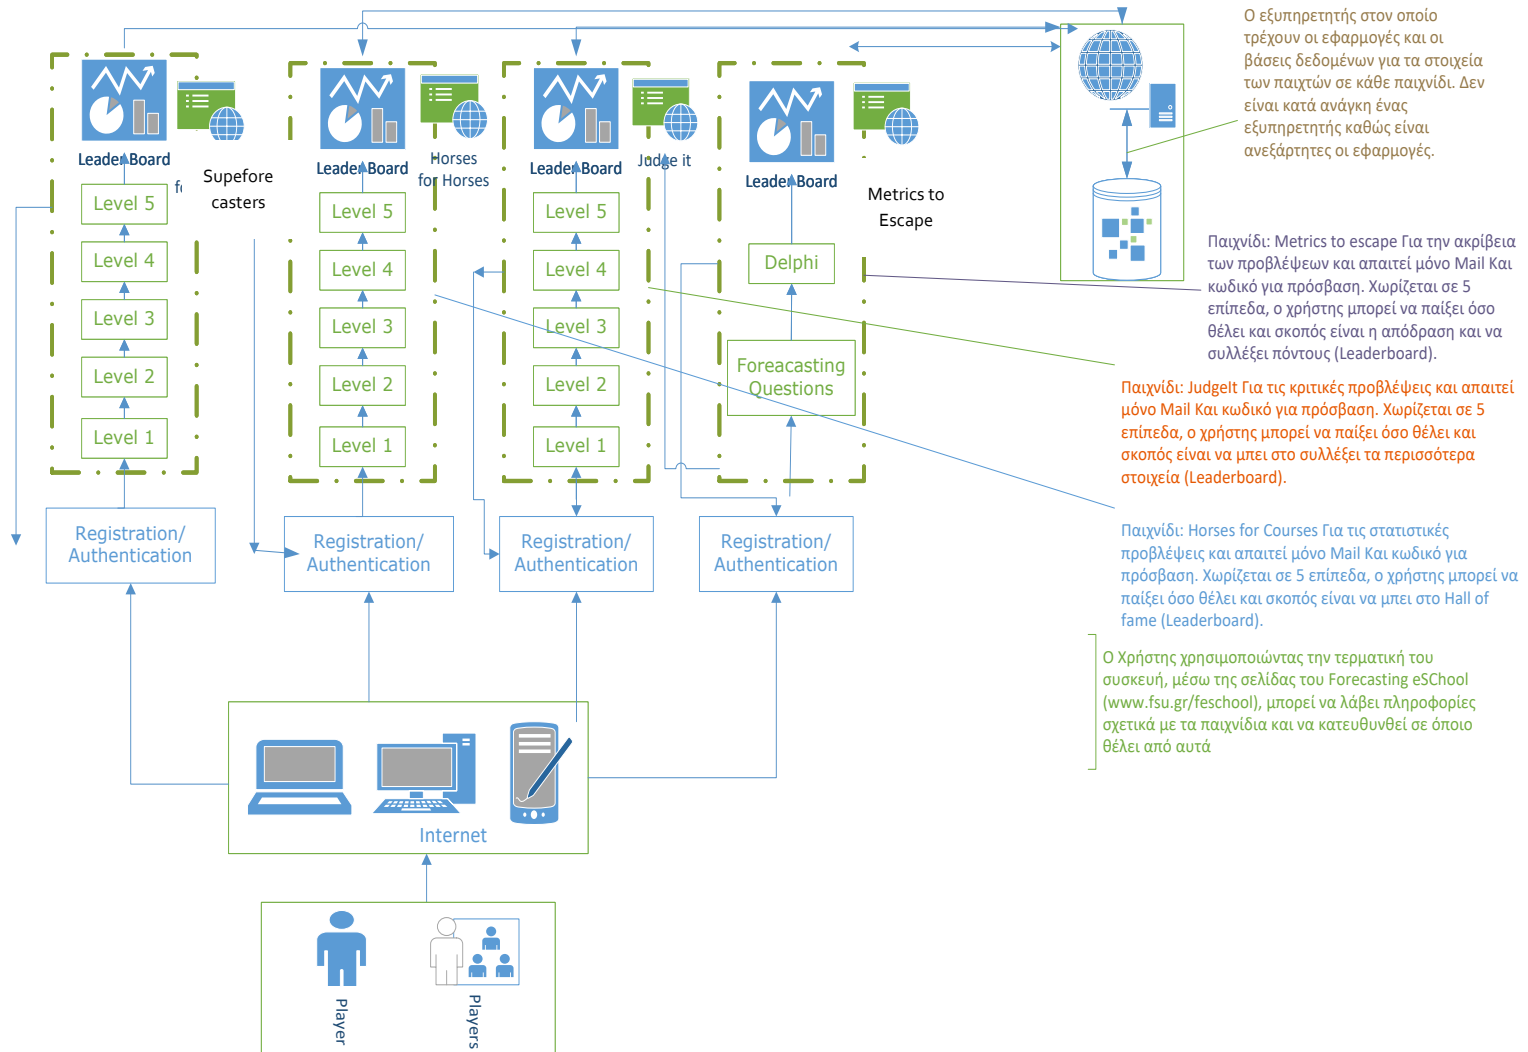 LeaderBoard
Supefore
casters
Level 5
Level 4
Level 3
Level 2
Level 1
Registration/
Authentication
LeaderBoard
Horses
for Horses
Level 5
Level 4
Level 3
Level 2
Level 1
Registration/
Authentication
LeaderBoard
Judge it
Level 5
Level 4
Level 3
Level 2
Level 1
Registration/
Authentication
LeaderBoard
Metrics to
Escape
Delphi
Foreacasting
Questions
Registration/
Authentication
Internet
Player
Players
Ο εξυπηρετητής στον οποίο
τρέχουν οι εφαρμογές και οι
βάσεις δεδομένων για τα στοιχεία
των παιχτών σε κάθε παιχνίδι. Δεν
είναι κατά ανάγκη ένας
εξυπηρετητής καθώς είναι
ανεξάρτητες οι εφαρμογές.
Παιχνίδι: Metrics to escape Για την ακρίβεια
των προβλέψεων και απαιτεί μόνο Mail Και
κωδικό για πρόσβαση. Χωρίζεται σε 5
επίπεδα, ο χρήστης μπορεί να παίξει όσο
θέλει και σκοπός είναι η απόδραση και να
συλλέξει πόντους (Leaderboard).
Παιχνίδι: JudgeIt Για τις κριτικές προβλέψεις και απαιτεί
μόνο Mail Και κωδικό για πρόσβαση. Χωρίζεται σε 5
επίπεδα, ο χρήστης μπορεί να παίξει όσο θέλει και
σκοπός είναι να μπει στο συλλέξει τα περισσότερα
στοιχεία (Leaderboard).
Παιχνίδι: Horses for Courses Για τις στατιστικές
προβλέψεις και απαιτεί μόνο Mail Και κωδικό για
πρόσβαση. Χωρίζεται σε 5 επίπεδα, ο χρήστης μπορεί να
παίξει όσο θέλει και σκοπός είναι να μπει στο Hall of
fame (Leaderboard).
Ο Χρήστης χρησιμοποιώντας την τερματική του
συσκευή, μέσω της σελίδας του Forecasting eSChool
(www.fsu.gr/feschool), μπορεί να λάβει πληροφορίες
σχετικά με τα παιχνίδια και να κατευθυνθεί σε όποιο
θέλει από αυτά